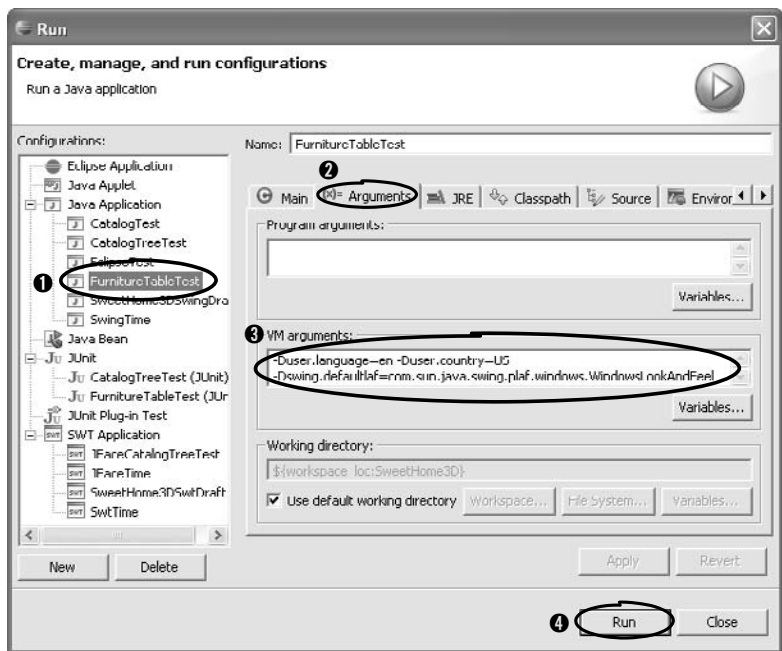 Run
Create, manage, and run configurations
Run a Java application
Configurations:
Eclipse Application
Java Applet
Java Application
CatalogTest
CatalogTreeTest
EclipseTest
❶ FurnitureTableTest
SweetHome3DSwingDra
SwingTime
Java Bean
JUnit
CatalogTreeTest (JUnit)
FurnitureTableTest (JUr
JUnit Plug-in Test
SWT Application
JFaceCatalogTreeTest
JFaceTime
SweetHome3DSwtDraft
SwtTime
New Delete
Name: FurnitureTableTest
❷
Main (x)= Arguments JRE Classpath Source Enviror
Program arguments:
Variables...
❸ VM arguments:
-Duser.language=en -Duser.country=US
-Dswing.defaultlaf=com.sun.java.swing.plaf.windows.WindowsLookAndFeel
Variables...
Working directory:
${workspace_loc:SweetHome3D}
Use default working directory Workspace... File System... Variables...
Apply Revert
❹ Run Close